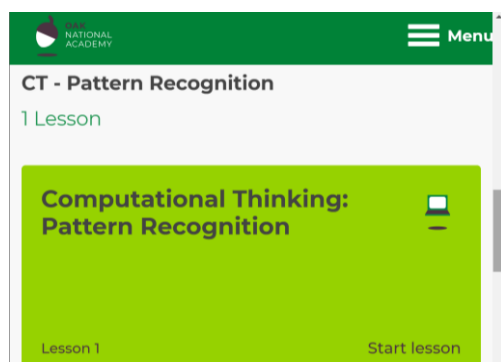 OAK
NATIONAL
ACADEMY
Menu
CT - Pattern Recognition
1 Lesson
Computational Thinking:
Pattern Recognition
Lesson 1
Start lesson